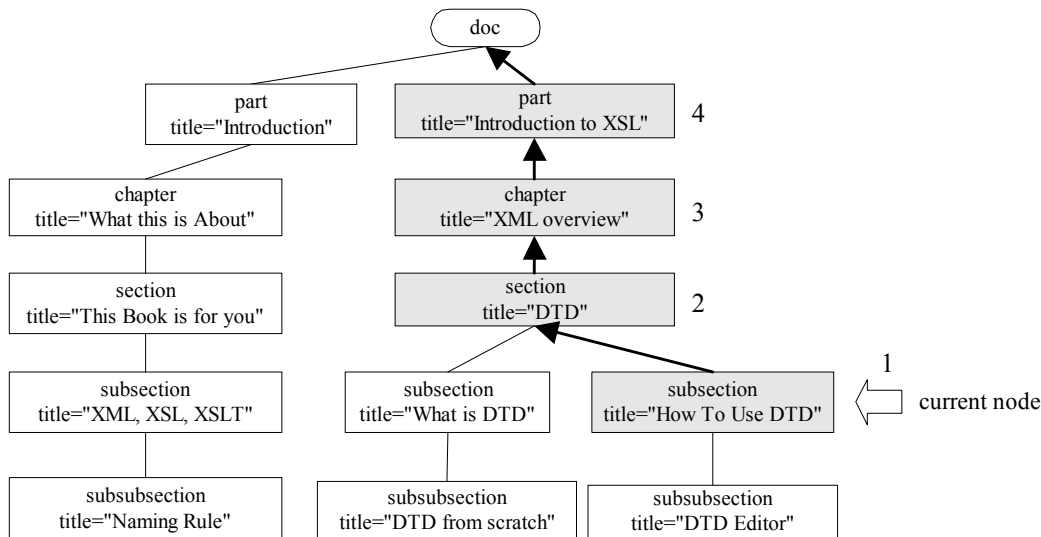 doc
part
title="Introduction"
part
title="Introduction to XSL"
4
chapter
title="What this is About"
chapter
title="XML overview"
3
section
title="This Book is for you"
section
title="DTD"
2
subsection
title="XML, XSL, XSLT"
subsection
title="What is DTD"
subsection
title="How To Use DTD"
1
current node
subsubsection
title="Naming Rule"
subsubsection
title="DTD from scratch"
subsubsection
title="DTD Editor"